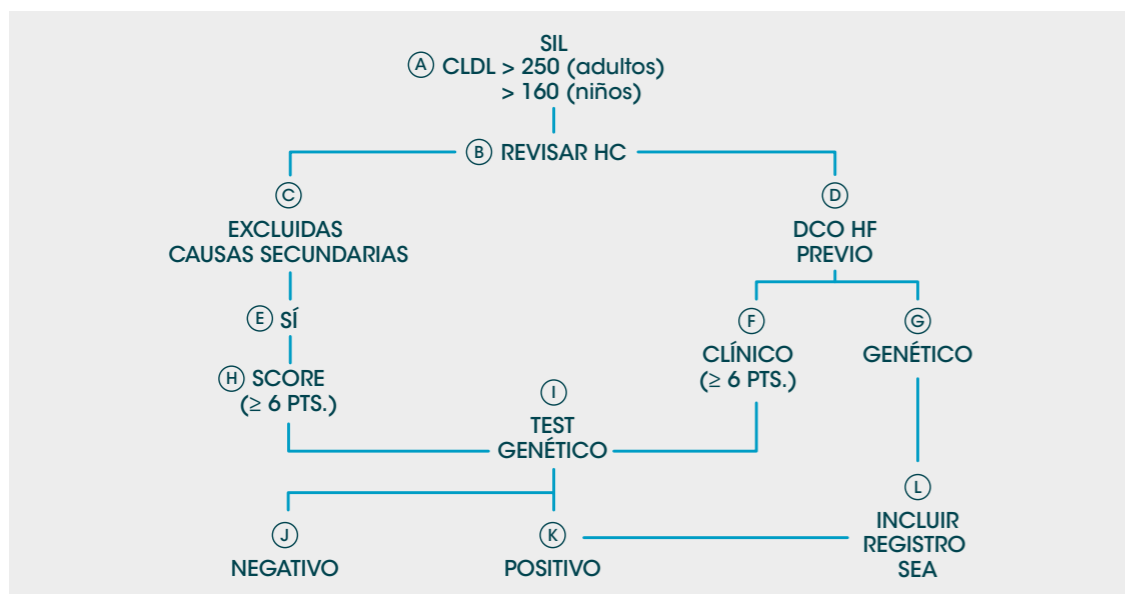 SIL
A CLDL > 250 (adultos)
> 160 (niños)
B REVISAR HC
C
EXCLUIDAS
CAUSAS SECUNDARIAS
D
DCO HF
PREVIO
E SÍ
F
CLÍNICO
(≥ 6 PTS.)
G
GENÉTICO
H SCORE
(≥ 6 PTS.)
I
TEST
GENÉTICO
J
NEGATIVO
K
POSITIVO
L
INCLUIR
REGISTRO
SEA